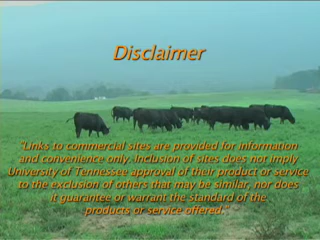 Disclaimer
"Links to commercial sites are provided for information
and convenience only. Inclusion of sites does not imply
University of Tennessee approval of their product or service
to the exclusion of others that may be similar, nor does
it guarantee or warrant the standard of the
products or service offered."